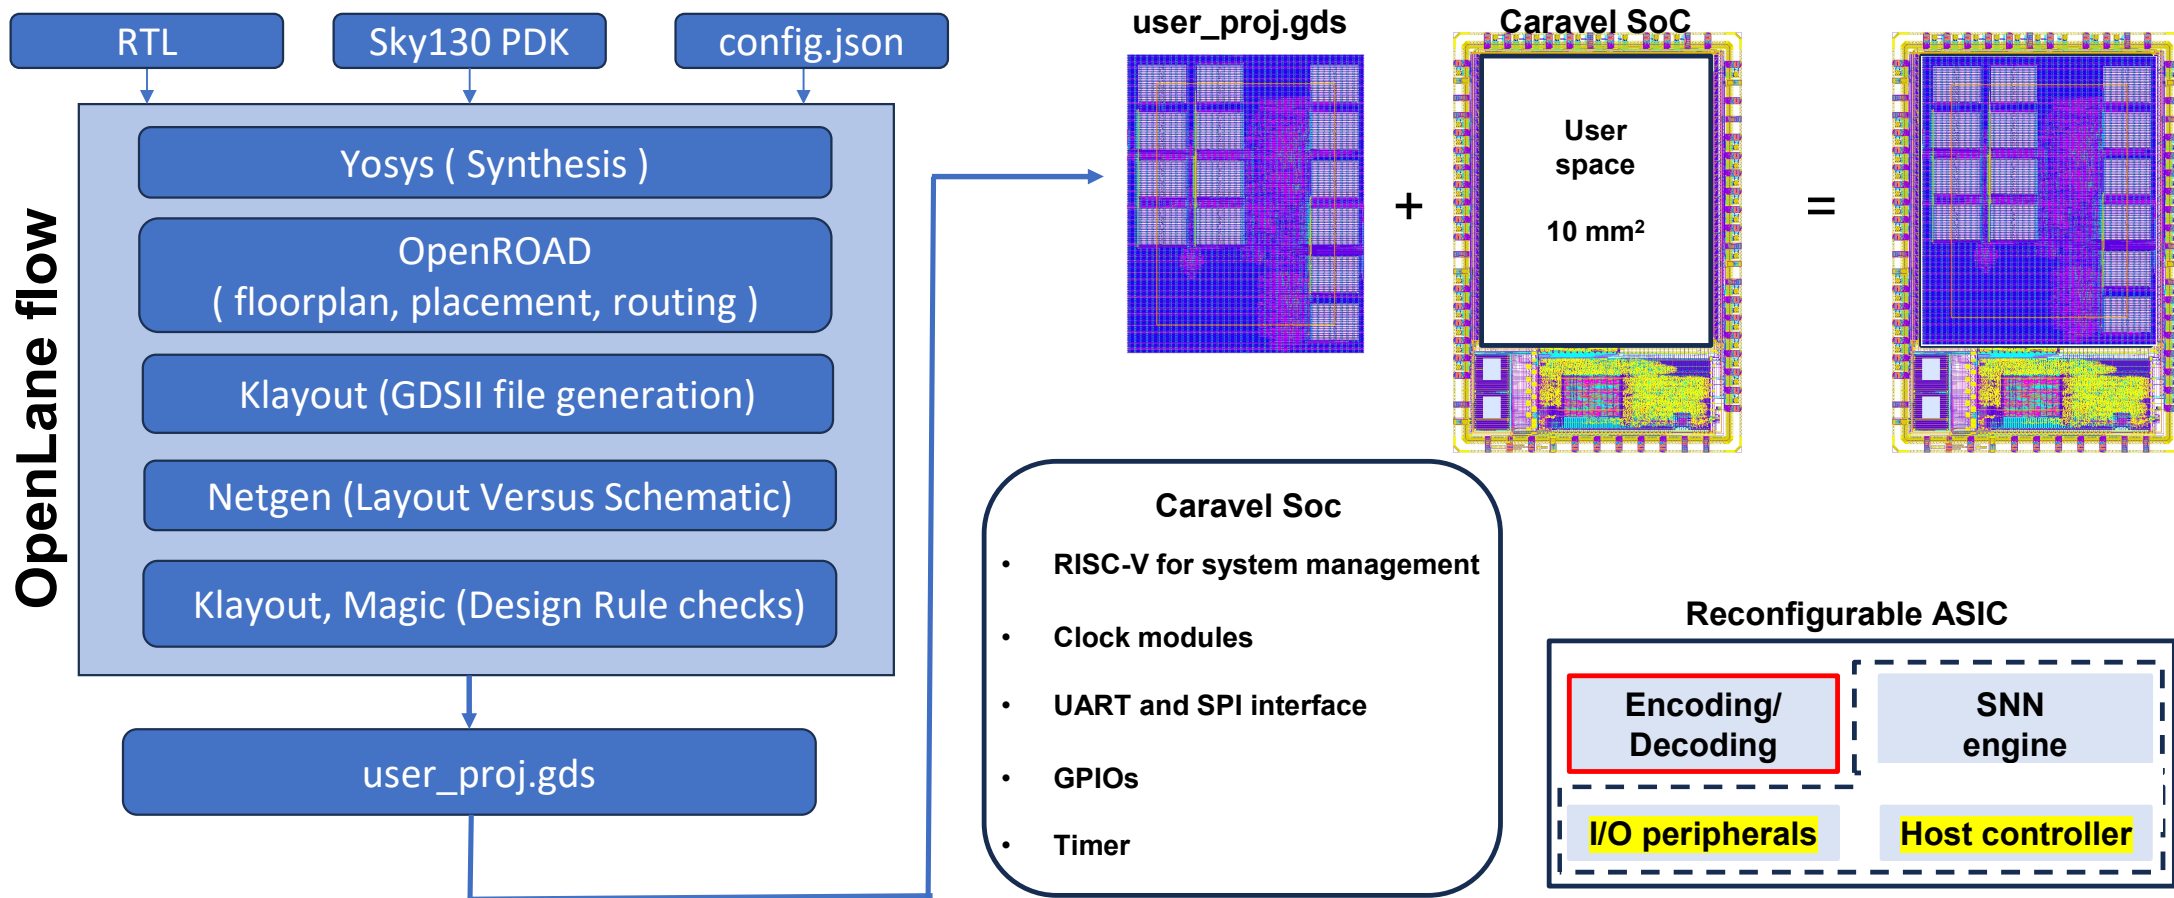 RTL
Sky130 PDK
config.json
OpenLane flow
Yosys ( Synthesis )
OpenROAD
( floorplan, placement, routing )
Klayout (GDSII file generation)
Netgen (Layout Versus Schematic)
Klayout, Magic (Design Rule checks)
user_proj.gds
user_proj.gds
+
Caravel SoC
User
space
10 mm²
=
Caravel Soc
• RISC-V for system management
• Clock modules
• UART and SPI interface
• GPIOs
• Timer
Reconfigurable ASIC
Encoding/
Decoding
SNN
engine
I/O peripherals
Host controller